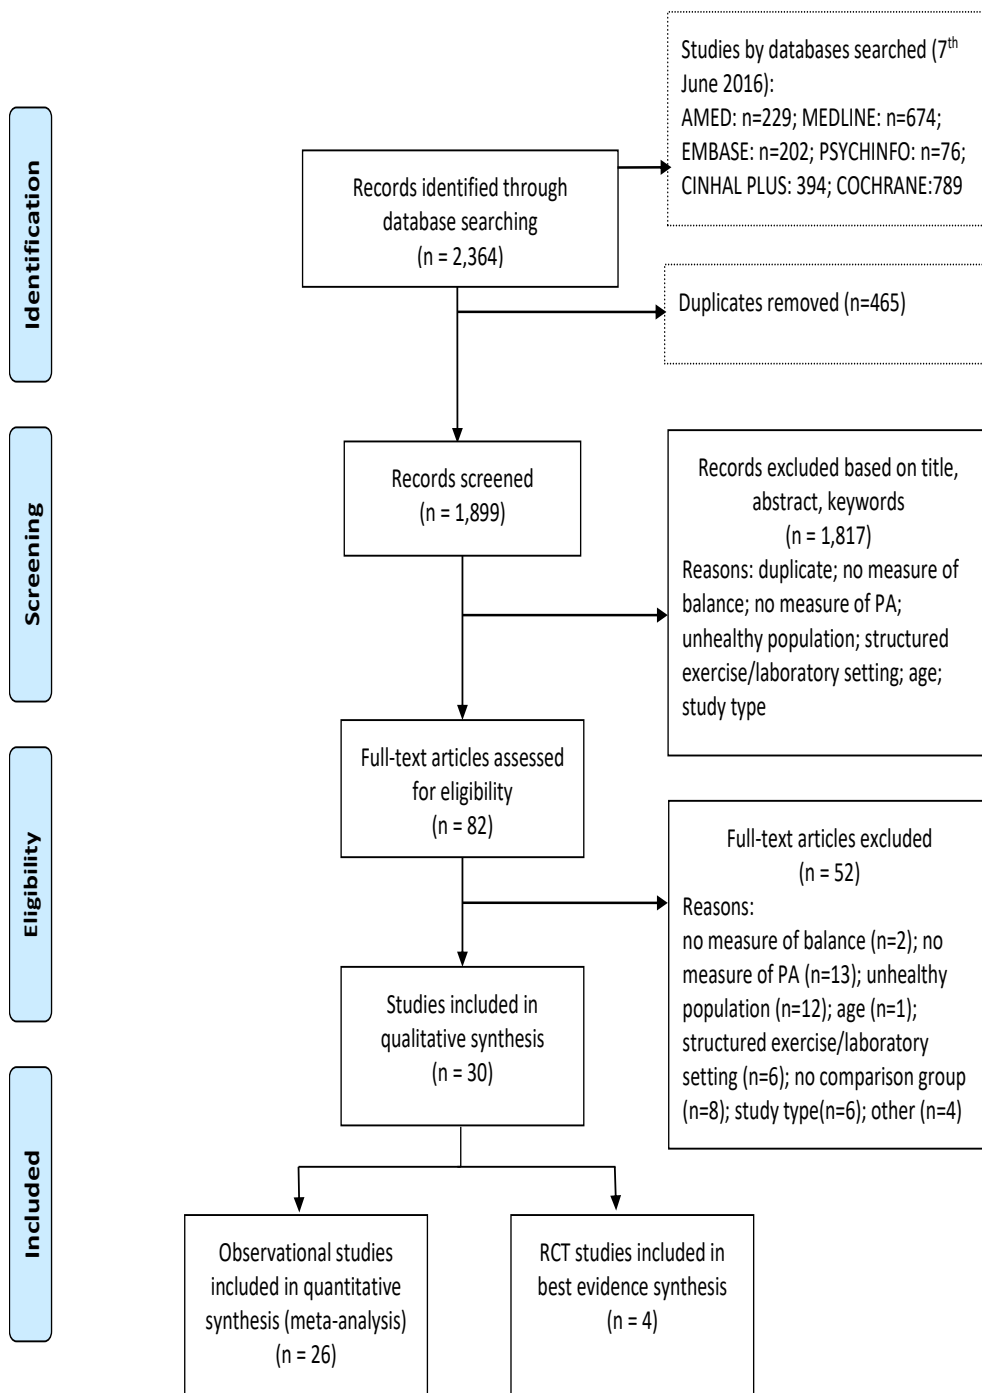 Studies by databases searched (7th
June 2016):
AMED: n=229; MEDLINE: n=674;
EMBASE: n=202; PSYCHINFO: n=76;
CINHAL PLUS: 394; COCHRANE:789
Identification
Records identified through
database searching
(n = 2,364)
Duplicates removed (n=465)
Screening
Records screened
(n = 1,899)
Records excluded based on title,
abstract, keywords
(n = 1,817)
Reasons: duplicate; no measure of
balance; no measure of PA;
unhealthy population; structured
exercise/laboratory setting; age;
study type
Eligibility
Full-text articles assessed
for eligibility
(n = 82)
Full-text articles excluded
(n = 52)
Reasons:
no measure of balance (n=2); no
measure of PA (n=13); unhealthy
population (n=12); age (n=1);
structured exercise/laboratory
setting (n=6); no comparison group
(n=8); study type(n=6); other (n=4)
Studies included in
qualitative synthesis
(n = 30)
Included
Observational studies
included in quantitative
synthesis (meta-analysis)
(n = 26)
RCT studies included in
best evidence synthesis
(n = 4)